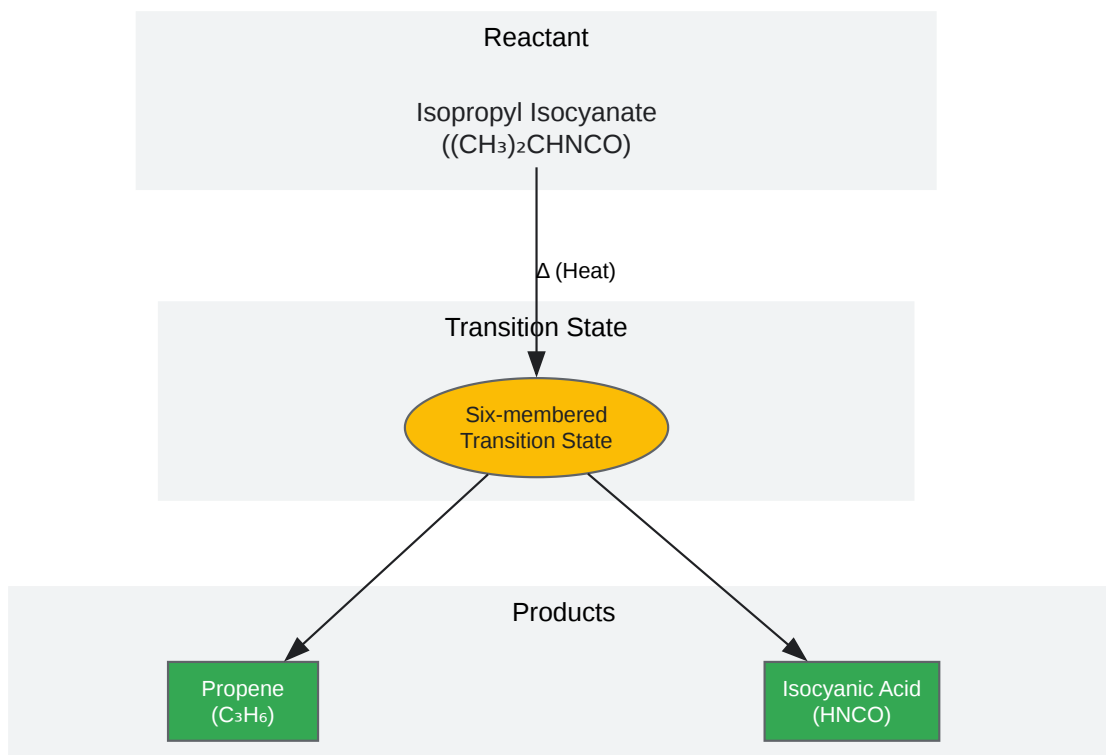 Reactant
Isopropyl Isocyanate
((CH₃)₂CHNCO)
Δ (Heat)
Transition State
Six-membered
Transition State
Products
Propene
(C₃H₆)
Isocyanic Acid
(HNCO)